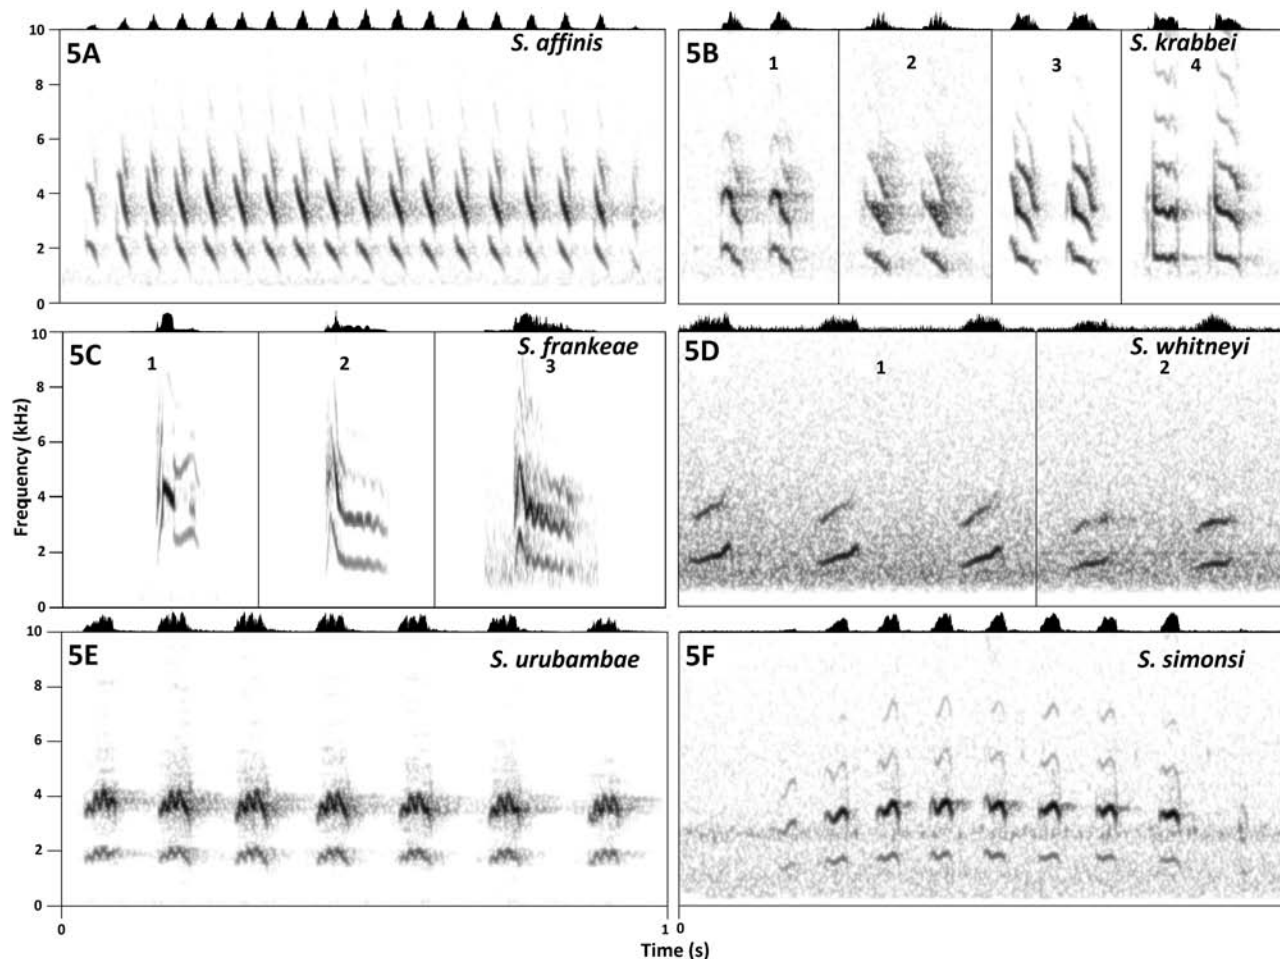 10
5A
S. affinis
8
6
4
2
0
5B
S. krabbei
1
2
3
4
10
5C
S. frankeae
1
2
3
8
6
4
2
0
Frequency (kHz)
5D
S. whitneyi
1
2
10
5E
S. urubambae
8
6
4
2
0
5F
S. simonsi
0
1
0
Time (s)